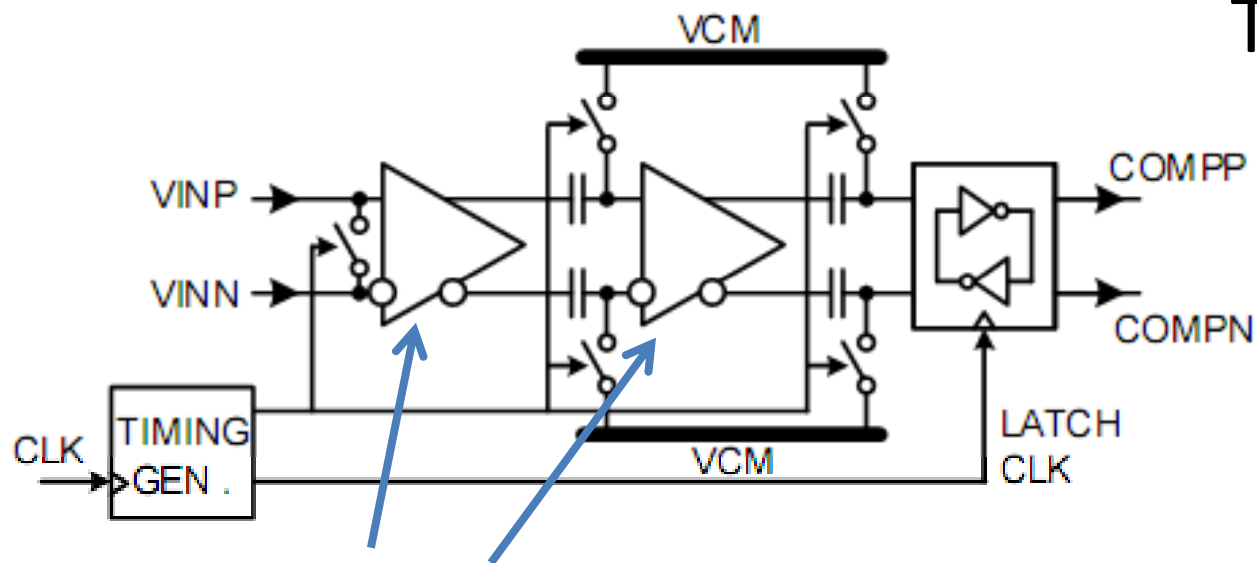 T
VCM
VINP
VINN
COMPP
COMPN
TIMING
GEN .
CLK
VCM
LATCH
CLK